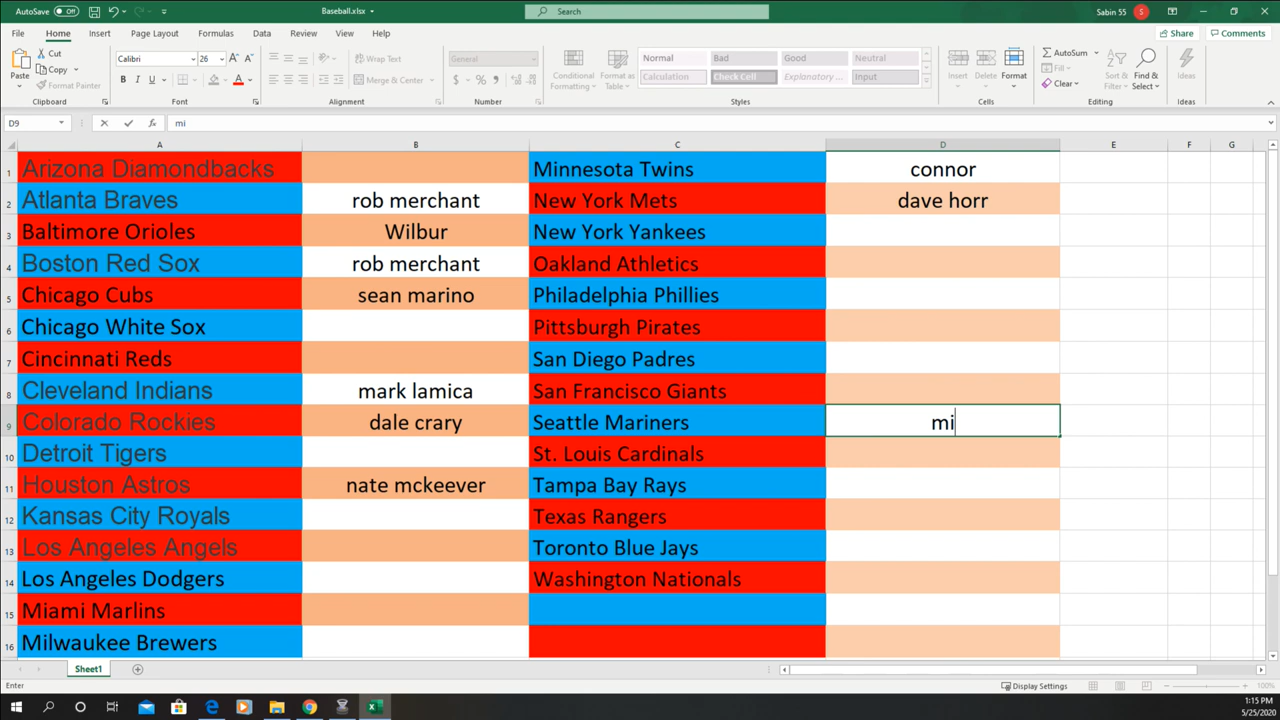 AutoSave Off Baseball.xlsx Search Sabin 55 S
File Home Insert Page Layout Formulas Data Review View Help Share Comments
Paste Cut Copy Format Painter Clipboard
Calibri 26 A A B I U A Font
Wrap Text Merge & Center Alignment
General $ % , Number
Conditional Formatting Format as Table
Normal Bad Good Neutral
Calculation Check Cell Explanatory ... Input
Styles
Insert Delete Format Cells
AutoSum Fill Clear Sort & Filter Find & Select Editing
Ideas Ideas
D9 fx mi
A B C D E F G
1 Arizona Diamondbacks Minnesota Twins connor
2 Atlanta Braves rob merchant New York Mets dave horr
3 Baltimore Orioles Wilbur New York Yankees
4 Boston Red Sox rob merchant Oakland Athletics
5 Chicago Cubs sean marino Philadelphia Phillies
6 Chicago White Sox Pittsburgh Pirates
7 Cincinnati Reds San Diego Padres
8 Cleveland Indians mark lamica San Francisco Giants
9 Colorado Rockies dale crary Seattle Mariners mi
10 Detroit Tigers St. Louis Cardinals
11 Houston Astros nate mckeever Tampa Bay Rays
12 Kansas City Royals Texas Rangers
13 Los Angeles Angels Toronto Blue Jays
14 Los Angeles Dodgers Washington Nationals
15 Miami Marlins
16 Milwaukee Brewers
Sheet1
Enter Display Settings 100%
1:15 PM
5/25/2020